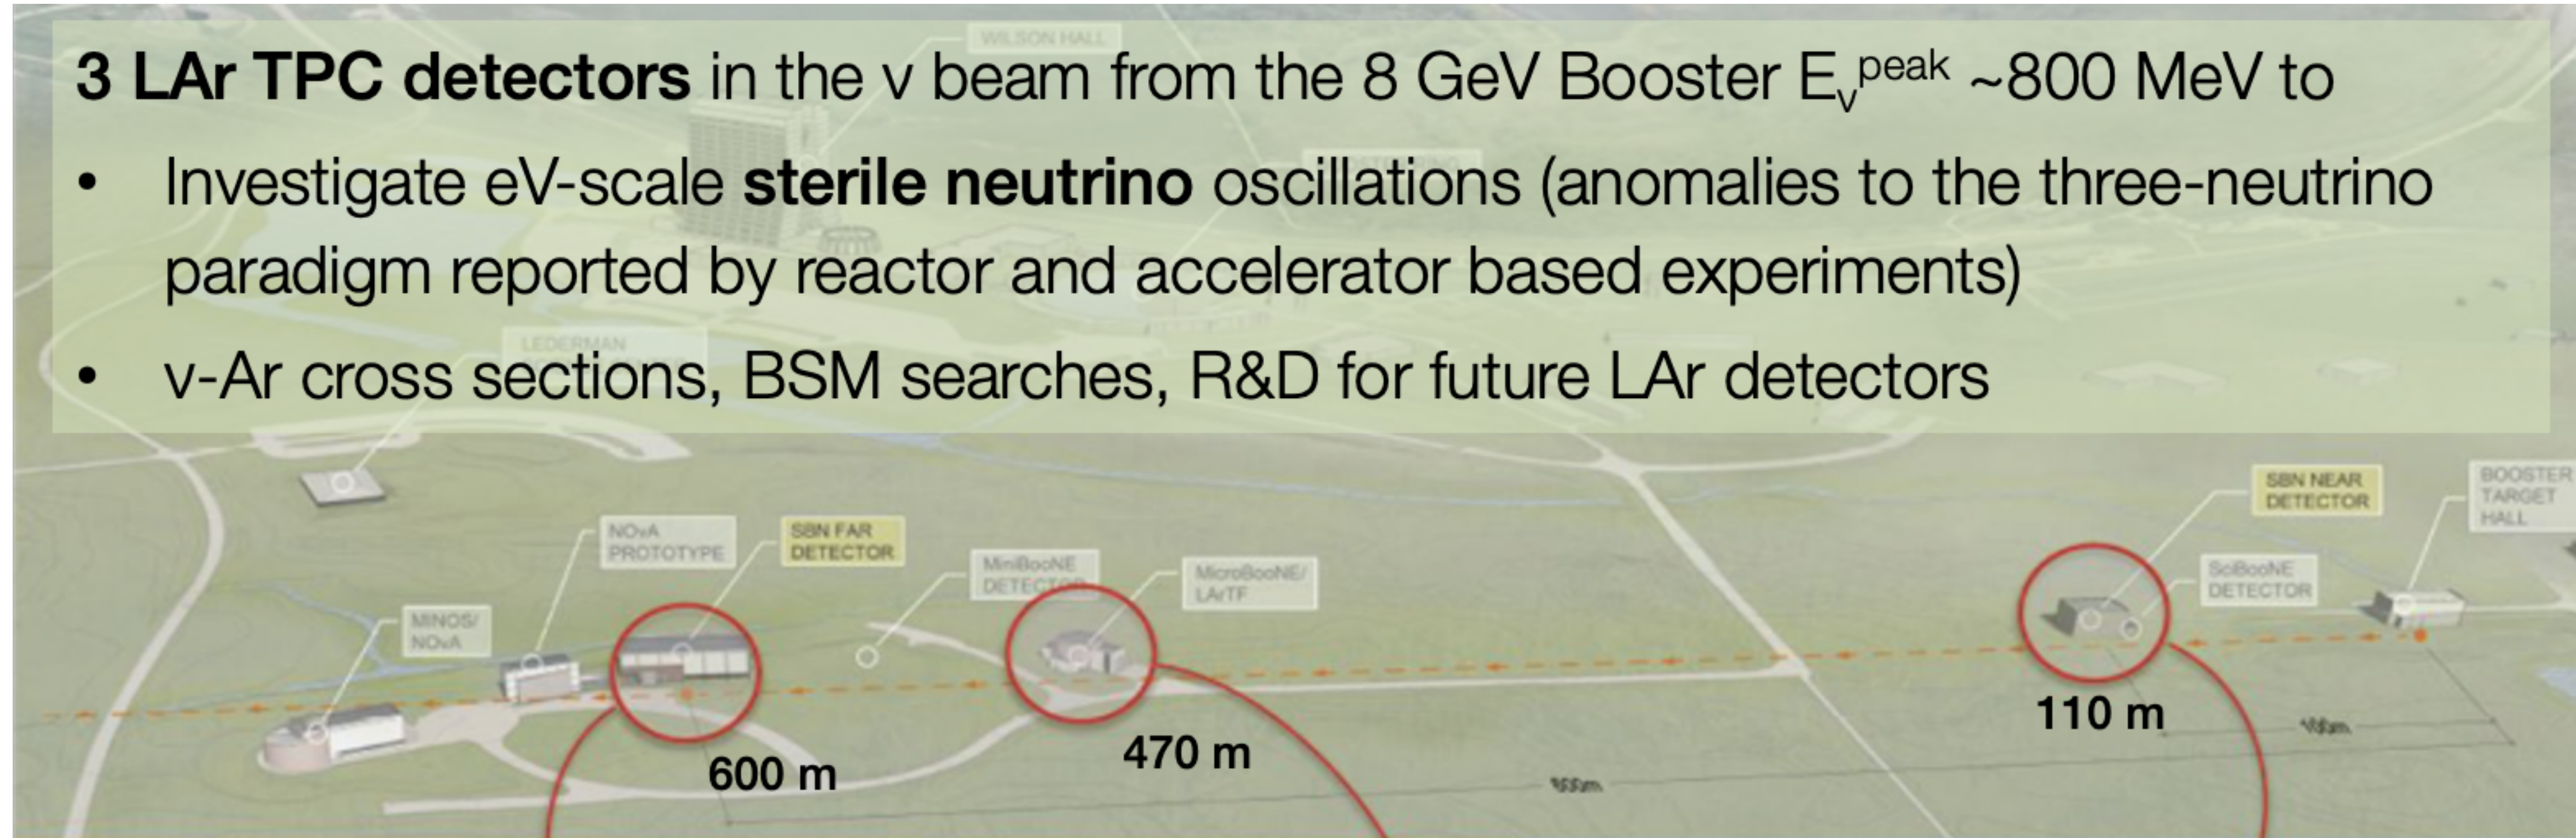 WILSON HALL
3 LAr TPC detectors in the ν beam from the 8 GeV Booster Eνpeak ~800 MeV to
• Investigate eV-scale sterile neutrino oscillations (anomalies to the three-neutrino
paradigm reported by reactor and accelerator based experiments)
LEDERMAN
• ν-Ar cross sections, BSM searches, R&D for future LAr detectors
SBN NEAR
DETECTOR
BOOSTER
TARGET
HALL
NOvA
PROTOTYPE
SBN FAR
DETECTOR
MiniBooNE
DETECTOR
MicroBooNE/
LArTF
SciBooNE
DETECTOR
MINOS/
NOvA
110 m
470 m
600 m